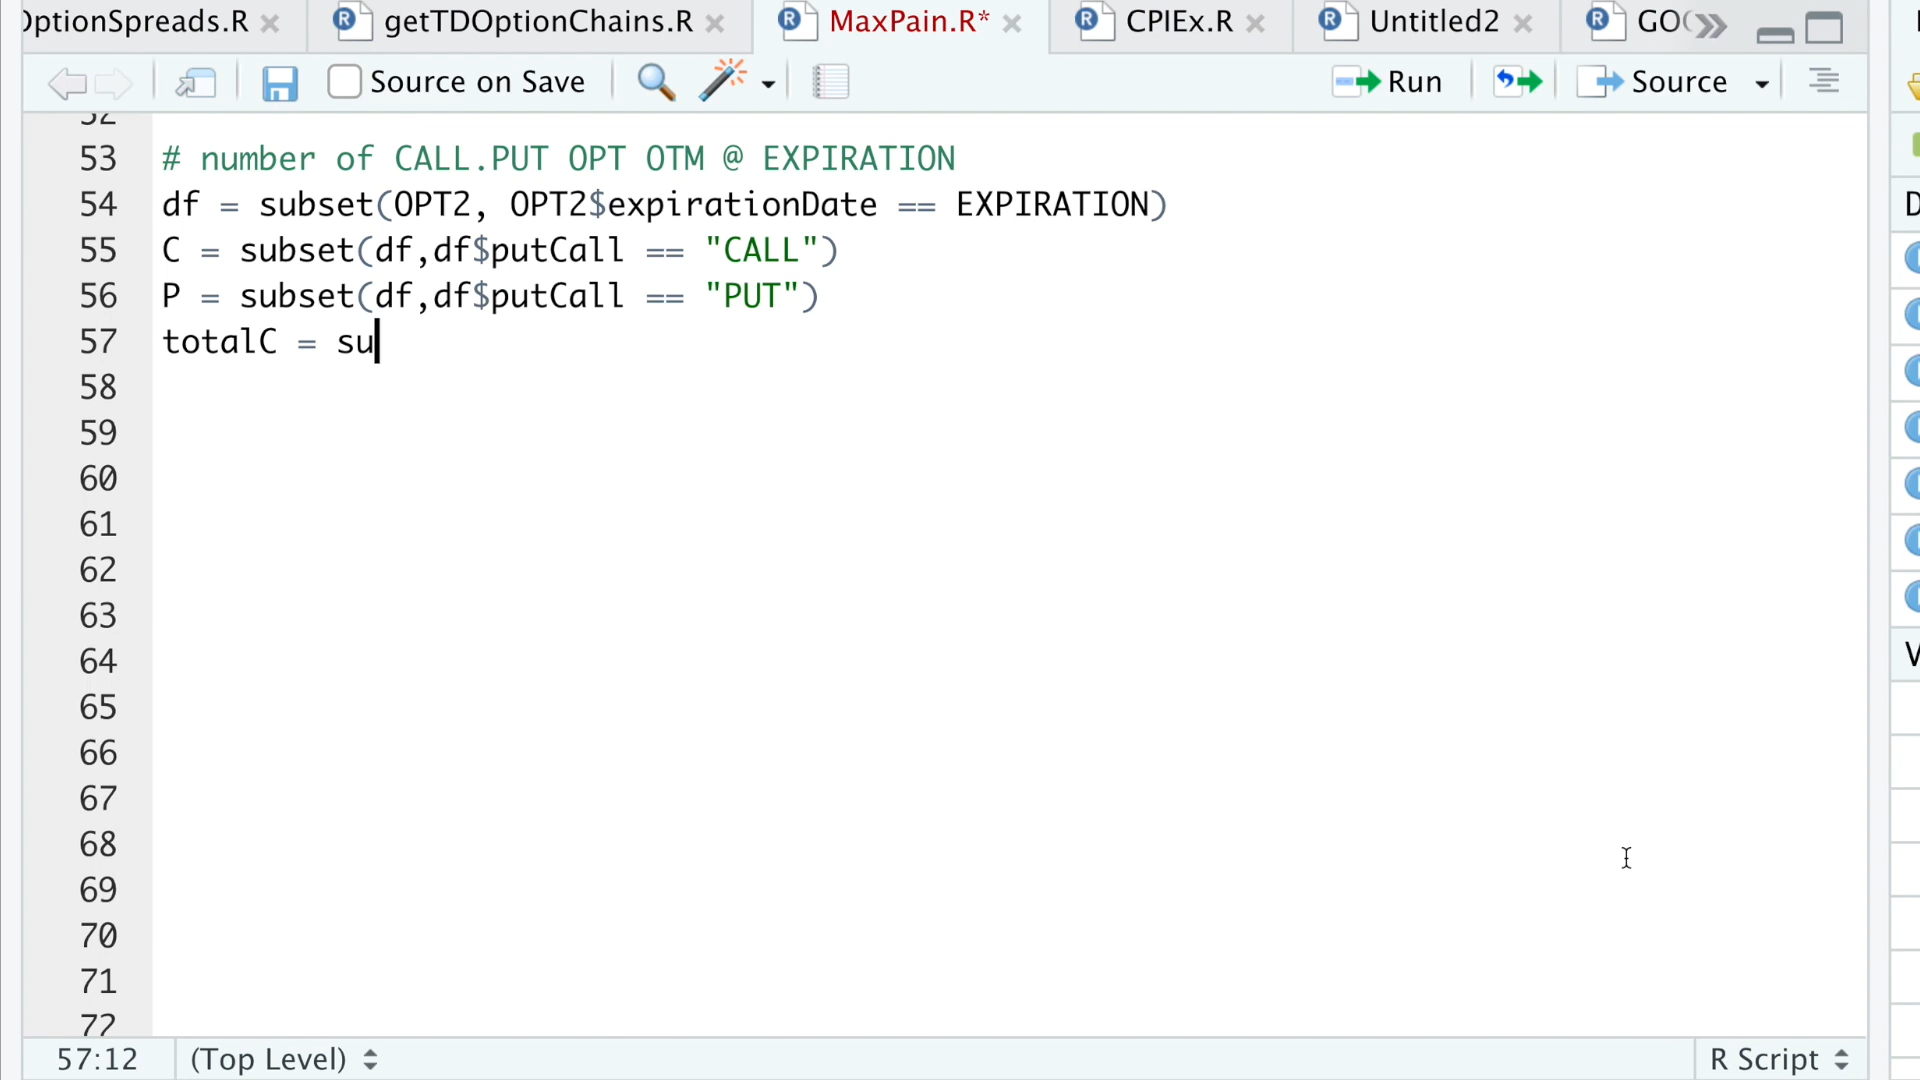 OptionSpreads.R getTDOptionChains.R MaxPain.R* CPIEx.R Untitled2 GO
Source on Save Run Source
52
53 # number of CALL.PUT OPT OTM @ EXPIRATION
54 df = subset(OPT2, OPT2$expirationDate == EXPIRATION)
55 C = subset(df,df$putCall == "CALL")
56 P = subset(df,df$putCall == "PUT")
57 totalC = su
58
59
60
61
62
63
64
65
66
67
68
69
70
71
72
57:12 (Top Level) R Script